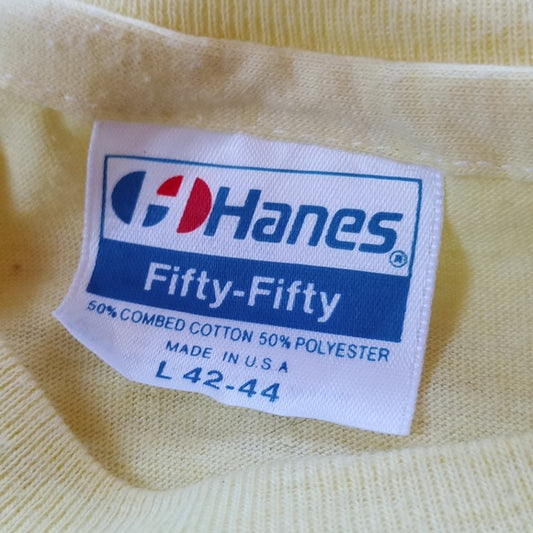 Hanes®
Fifty-Fifty
50% COMBED COTTON 50% POLYESTER
MADE IN U.S.A
L 42-44